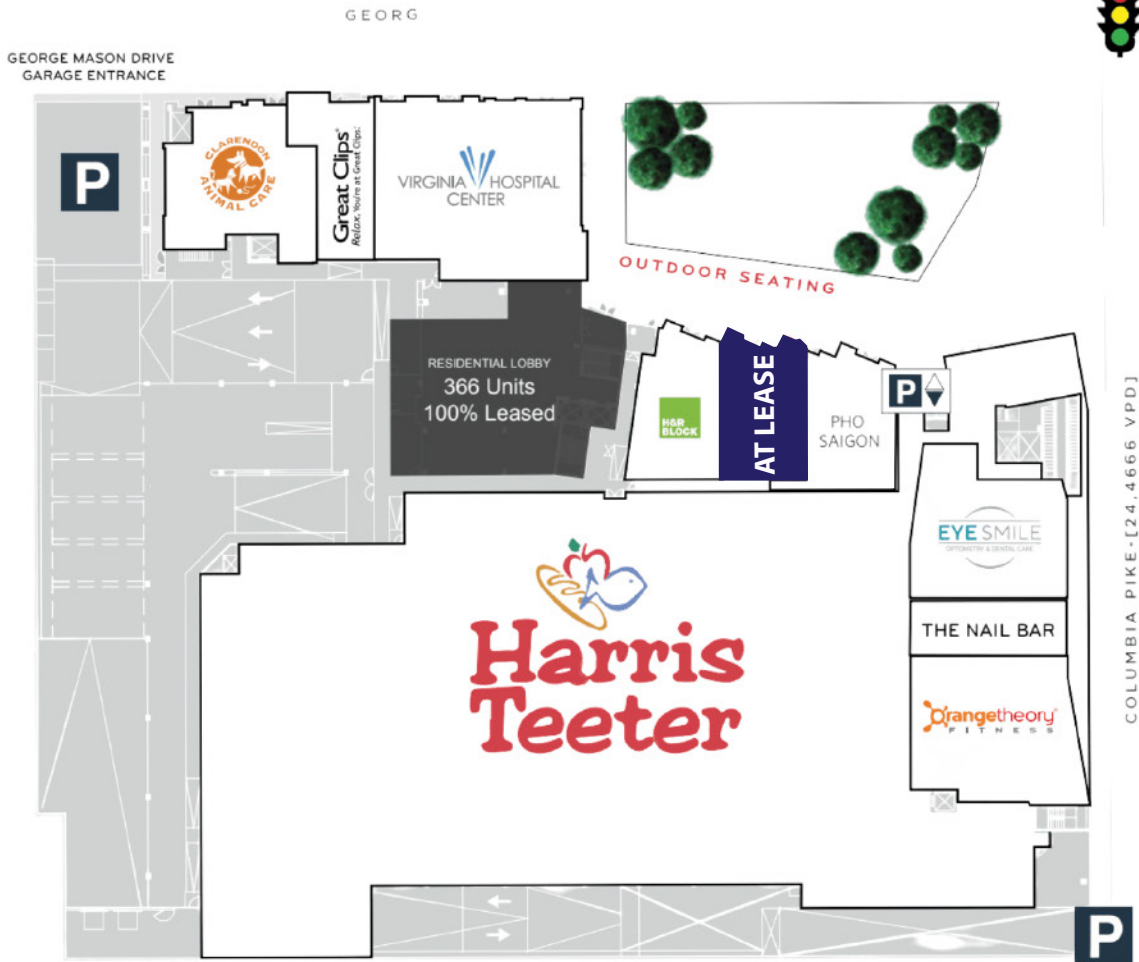 GEORG
GEORGE MASON DRIVE
GARAGE ENTRANCE
P
CLARENDON
ANIMAL CARE
Great Clips®
Relax. You're at Great Clips.®
VIRGINIA HOSPITAL
CENTER
OUTDOOR SEATING
RESIDENTIAL LOBBY
366 Units
100% Leased
H&R
BLOCK
AT LEASE
PHO
SAIGON
P
EYE SMILE
OPTOMETRY & DENTAL CARE
THE NAIL BAR
Orangetheory®
FITNESS
Harris
Teeter
COLUMBIA PIKE-[24,4666 VPD]
P